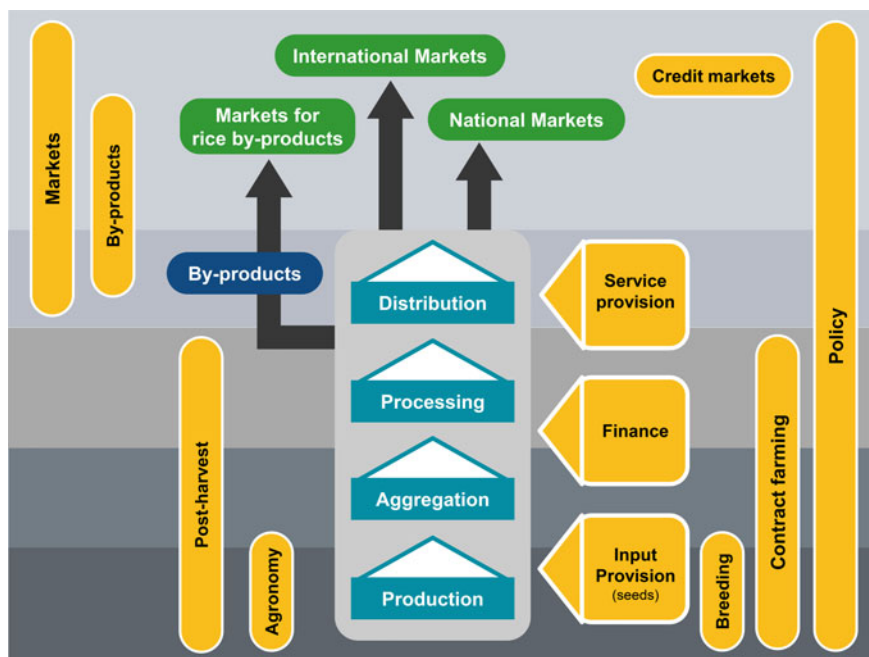 International Markets
Credit markets
Markets for
rice by-products
National Markets
Markets
By-products
By-products
Distribution
Service
provision
Policy
Processing
Finance
Post-harvest
Aggregation
Contract farming
Agronomy
Production
Input
Provision
(seeds)
Breeding